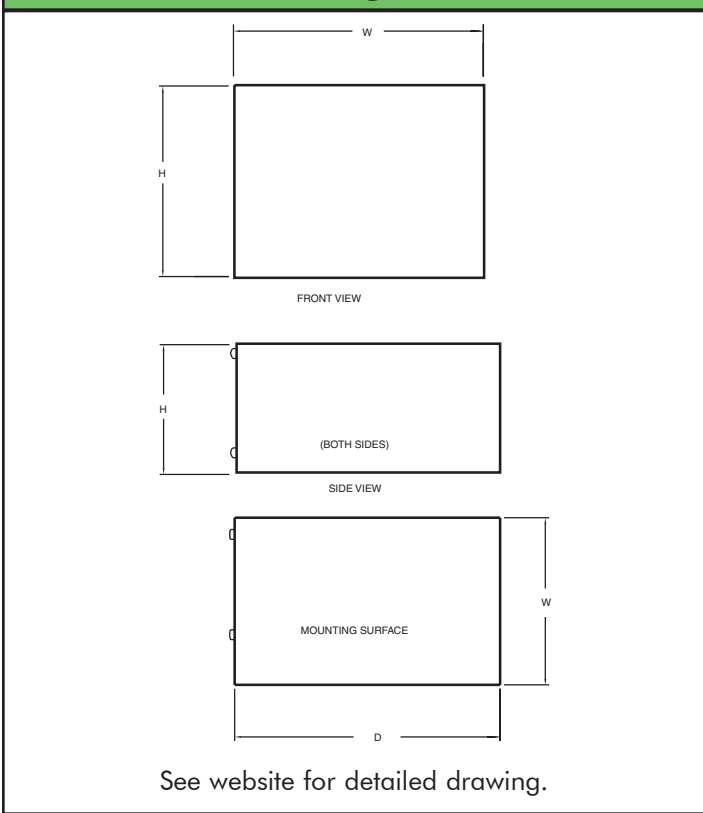 W
H
FRONT VIEW
H
(BOTH SIDES)
SIDE VIEW
W
MOUNTING SURFACE
D
See website for detailed drawing.